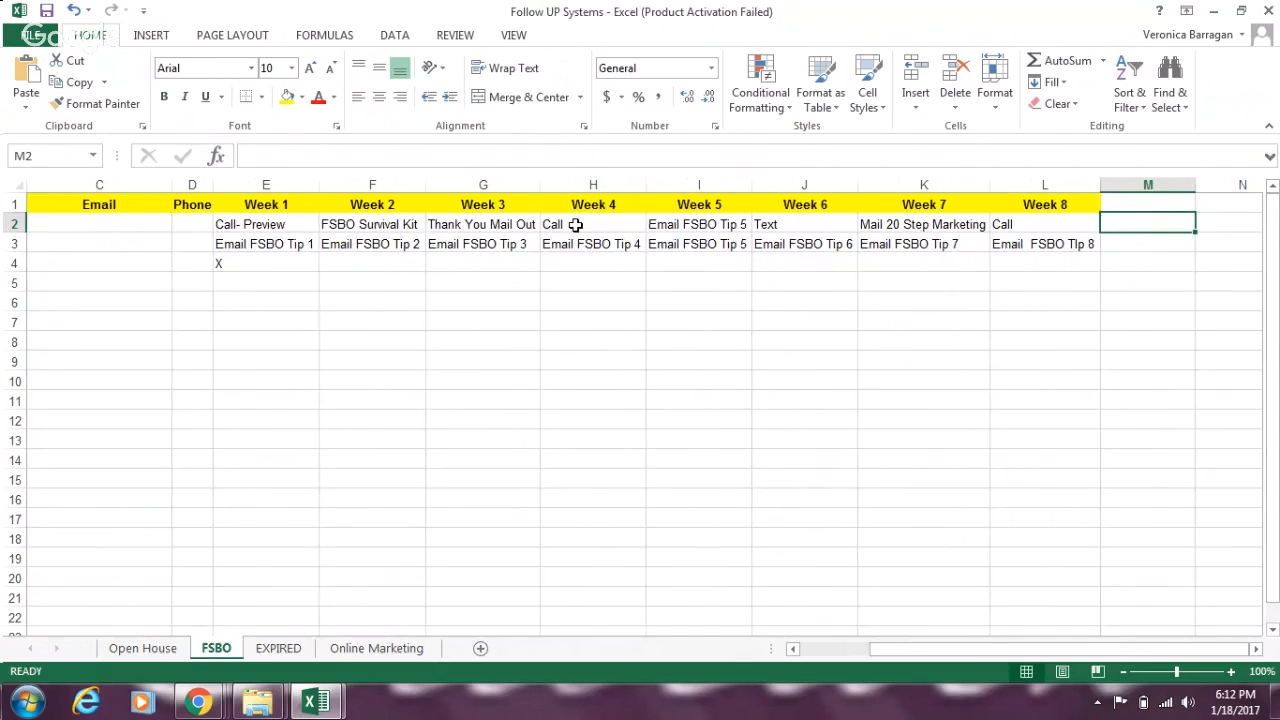 Follow UP Systems - Excel (Product Activation Failed)
?
FILE HOME INSERT PAGE LAYOUT FORMULAS DATA REVIEW VIEW Veronica Barragan
Google
Cut
Copy
Format Painter
Paste
Clipboard
Arial 10
B I U
Font
Wrap Text
Merge & Center
Alignment
General
$ % ,
Number
Conditional Formatting
Format as Table
Cell Styles
Styles
Insert Delete Format
Cells
AutoSum
Fill
Clear
Sort & Filter
Find & Select
Editing
M2 fx
C D E F G H I J K L M N
1 Email Phone Week 1 Week 2 Week 3 Week 4 Week 5 Week 6 Week 7 Week 8
2 Call- Preview FSBO Survival Kit Thank You Mail Out Call Email FSBO Tip 5 Text Mail 20 Step Marketing Call
3 Email FSBO Tip 1 Email FSBO Tip 2 Email FSBO Tip 3 Email FSBO Tip 4 Email FSBO Tip 5 Email FSBO Tip 6 Email FSBO Tip 7 Email FSBO TIp 8
4 X
5
6
7
8
9
10
11
12
13
14
15
16
17
18
19
20
21
22
23
Open House FSBO EXPIRED Online Marketing
READY 100%
6:12 PM
1/18/2017